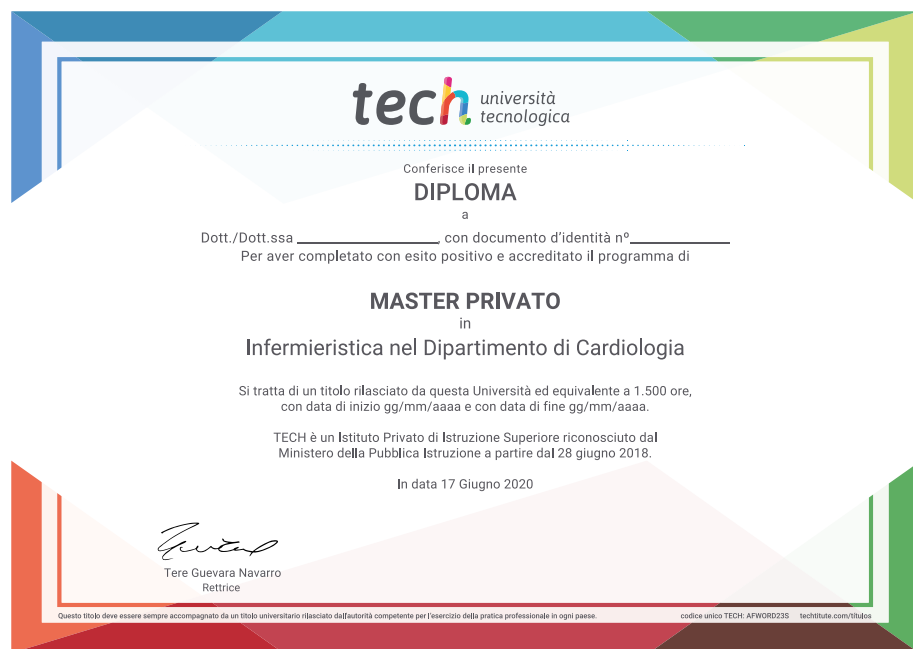 tech università
tecnologica
Conferisce il presente
DIPLOMA
a
Dott./Dott.ssa ____________________, con documento d'identità nº______________
Per aver completato con esito positivo e accreditato il programma di
MASTER PRIVATO
in
Infermieristica nel Dipartimento di Cardiologia
Si tratta di un titolo rilasciato da questa Università ed equivalente a 1.500 ore,
con data di inizio gg/mm/aaaa e con data di fine gg/mm/aaaa.
TECH è un Istituto Privato di Istruzione Superiore riconosciuto dal
Ministero della Pubblica Istruzione a partire dal 28 giugno 2018.
In data 17 Giugno 2020
Tere Guevara Navarro
Rettrice
Questo titolo deve essere sempre accompagnato da un titolo universitario rilasciato dall'autorità competente per l'esercizio della pratica professionale in ogni paese. codice unico TECH: AFWORD23S techtitute.com/titulos